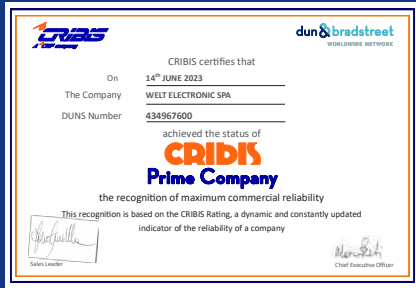 CRIBIS
A CRIF company
dun & bradstreet
WORLDWIDE NETWORK
CRIBIS certifies that
On 14th JUNE 2023
The Company WELT ELECTRONIC SPA
DUNS Number 434967600
achieved the status of
CRIBIS
Prime Company
the recognition of maximum commercial reliability
This recognition is based on the CRIBIS Rating, a dynamic and constantly updated
indicator of the reliability of a company
Sales Leader
Chief Executive Officer